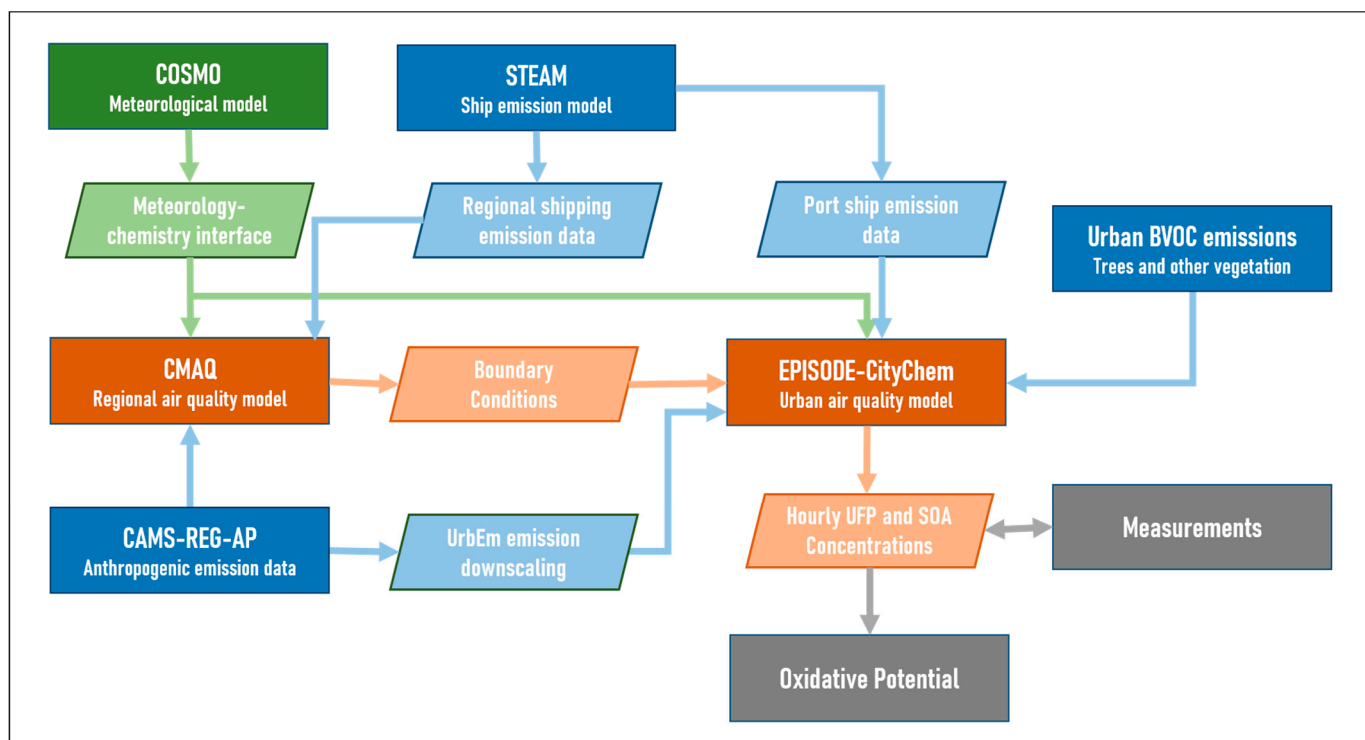 COSMO
Meteorological model
STEAM
Ship emission model
Meteorology-
chemistry interface
Regional shipping
emission data
Port ship emission
data
Urban BVOC emissions
Trees and other vegetation
CMAQ
Regional air quality model
Boundary
Conditions
EPISODE-CityChem
Urban air quality model
CAMS-REG-AP
Anthropogenic emission data
UrbEm emission
downscaling
Hourly UFP and SOA
Concentrations
Measurements
Oxidative Potential